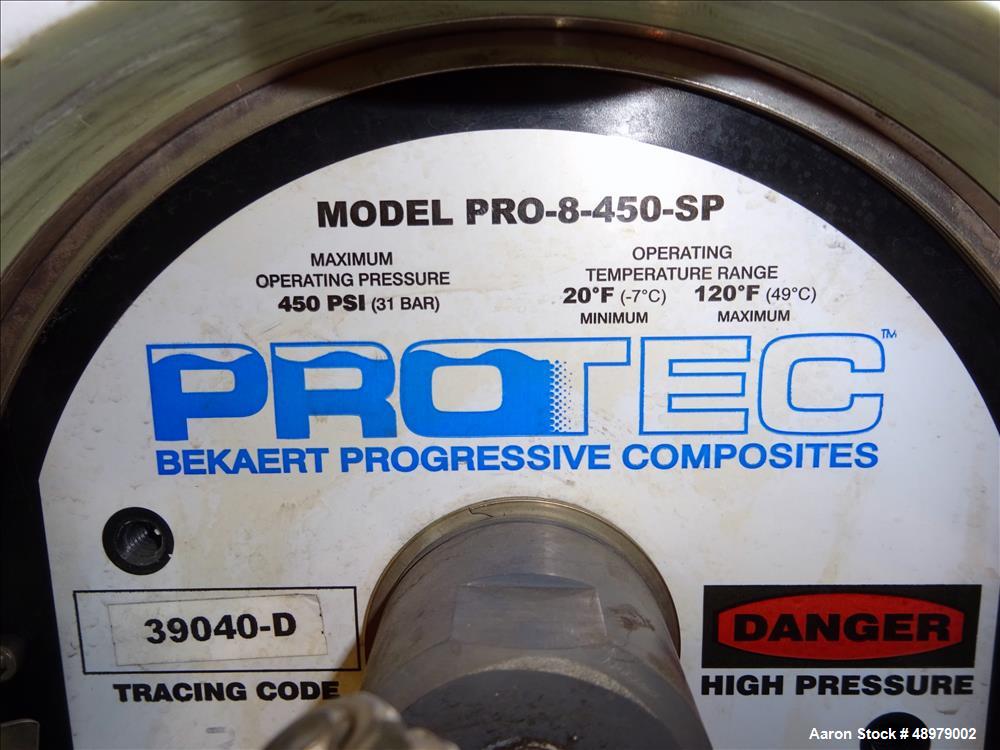 MODEL PRO-8-450-SP
MAXIMUM
OPERATING PRESSURE
450 PSI (31 BAR)
OPERATING
TEMPERATURE RANGE
20°F (-7°C) 120°F (49°C)
MINIMUM MAXIMUM
PROTEC™
BEKAERT PROGRESSIVE COMPOSITES
39040-D
TRACING CODE
DANGER
HIGH PRESSURE
Aaron Stock # 48979002